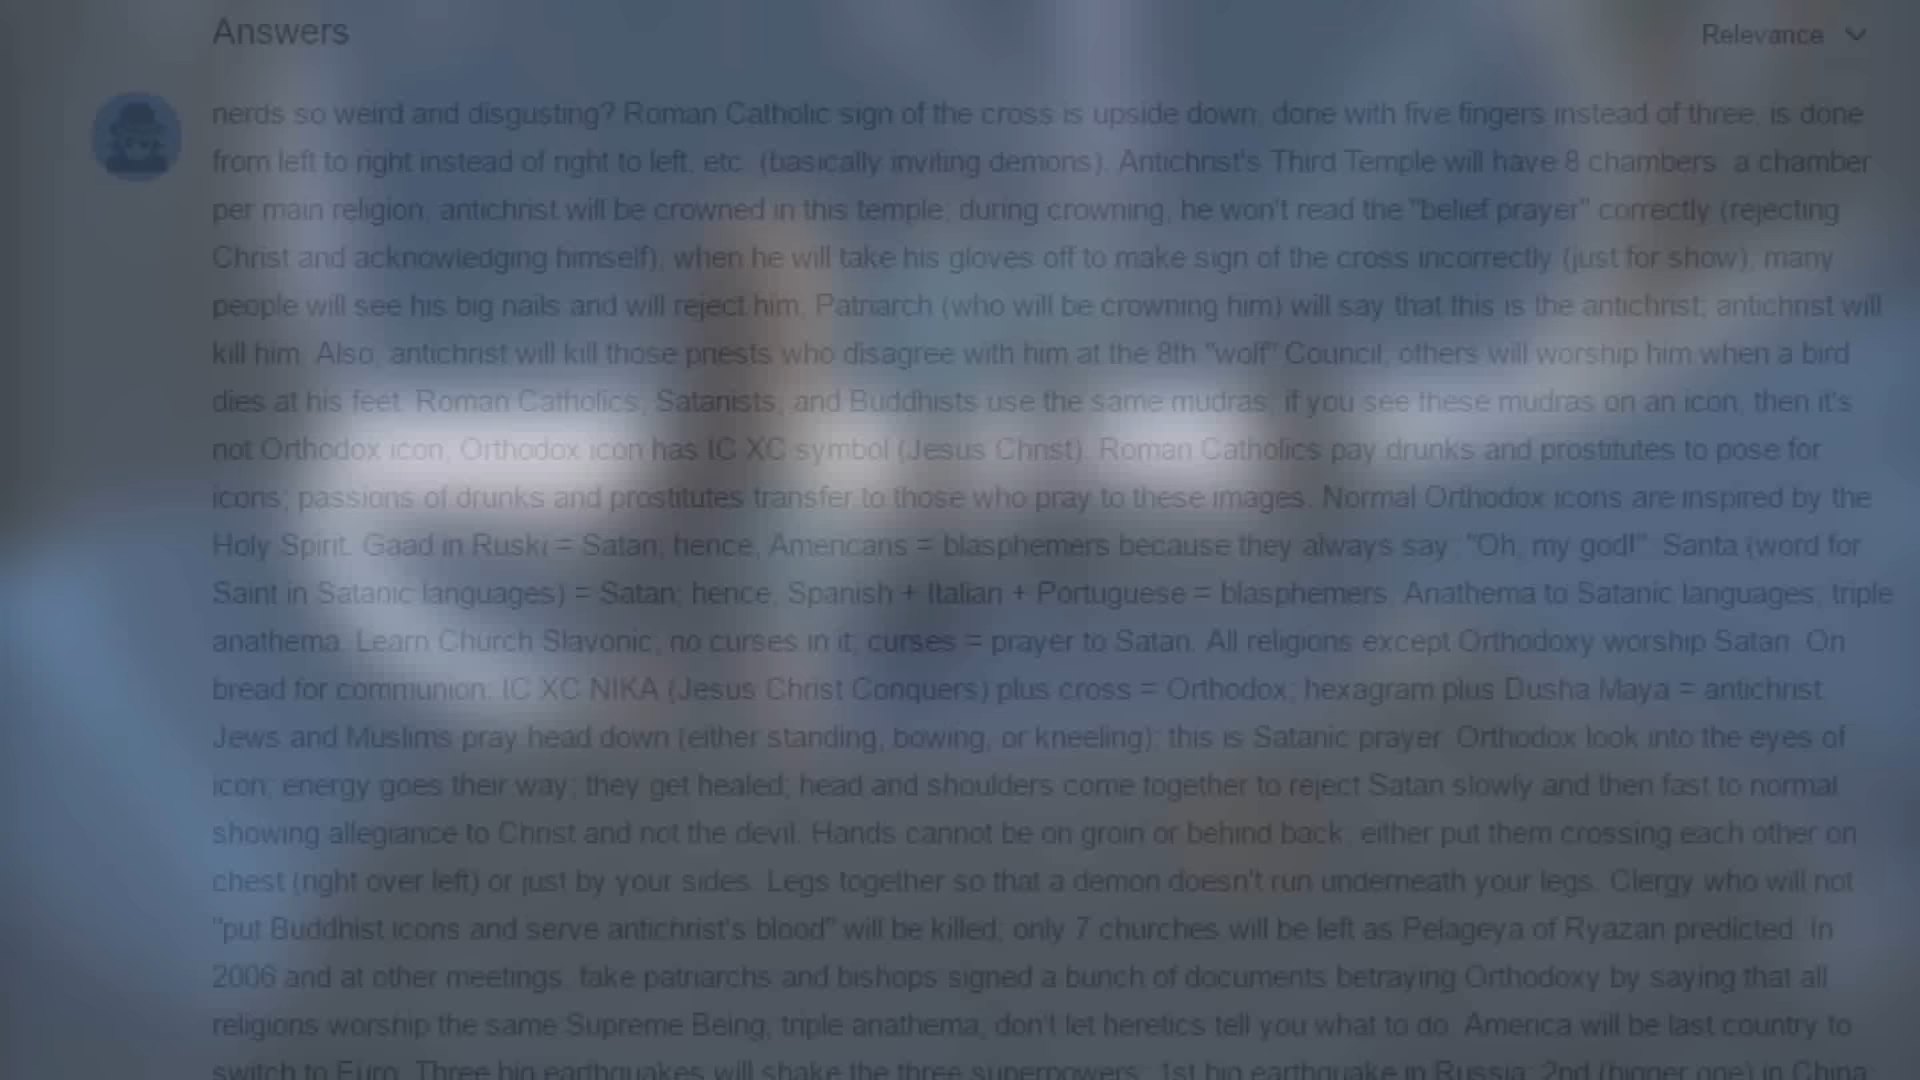 Answers
Relevance
nerds so weird and disgusting? Roman Catholic sign of the cross is upside down, done with five fingers instead of three, is done
from left to right instead of right to left, etc. (basically inviting demons). Antichrist's Third Temple will have 8 chambers: a chamber
per main religion; antichrist will be crowned in this temple; during crowning, he won't read the "belief prayer" correctly (rejecting
Christ and acknowledging himself); when he will take his gloves off to make sign of the cross incorrectly (just for show), many
people will see his big nails and will reject him; Patriarch (who will be crowning him) will say that this is the antichrist; antichrist will
kill him. Also, antichrist will kill those priests who disagree with him at the 8th "wolf" Council; others will worship him when a bird
dies at his feet. Roman Catholics, Satanists, and Buddhists use the same mudras; if you see these mudras on an icon, then it's
not Orthodox icon; Orthodox icon has IC XC symbol (Jesus Christ). Roman Catholics pay drunks and prostitutes to pose for
icons; passions of drunks and prostitutes transfer to those who pray to these images. Normal Orthodox icons are inspired by the
Holy Spirit. Gaad in Ruski = Satan; hence, Americans = blasphemers because they always say: "Oh, my god!". Santa (word for
Saint in Satanic languages) = Satan; hence, Spanish + Italian + Portuguese = blasphemers. Anathema to Satanic languages; triple
anathema. Learn Church Slavonic; no curses in it; curses = prayer to Satan. All religions except Orthodoxy worship Satan. On
bread for communion: IC XC NIKA (Jesus Christ Conquers) plus cross = Orthodox; hexagram plus Dusha Maya = antichrist.
Jews and Muslims pray head down (either standing, bowing, or kneeling); this is Satanic prayer. Orthodox look into the eyes of
icon; energy goes their way; they get healed; head and shoulders come together to reject Satan slowly and then fast to normal
showing allegiance to Christ and not the devil. Hands cannot be on groin or behind back; either put them crossing each other on
chest (right over left) or just by your sides. Legs together so that a demon doesn't run underneath your legs. Clergy who will not
"put Buddhist icons and serve antichrist's blood" will be killed; only 7 churches will be left as Pelageya of Ryazan predicted. In
2006 and at other meetings, fake patriarchs and bishops signed a bunch of documents betraying Orthodoxy by saying that all
religions worship the same Supreme Being; triple anathema; don't let heretics tell you what to do. America will be last country to
switch to Euro. Three big earthquakes will shake the three superpowers: 1st big earthquake in Russia; 2nd (bigger one) in China